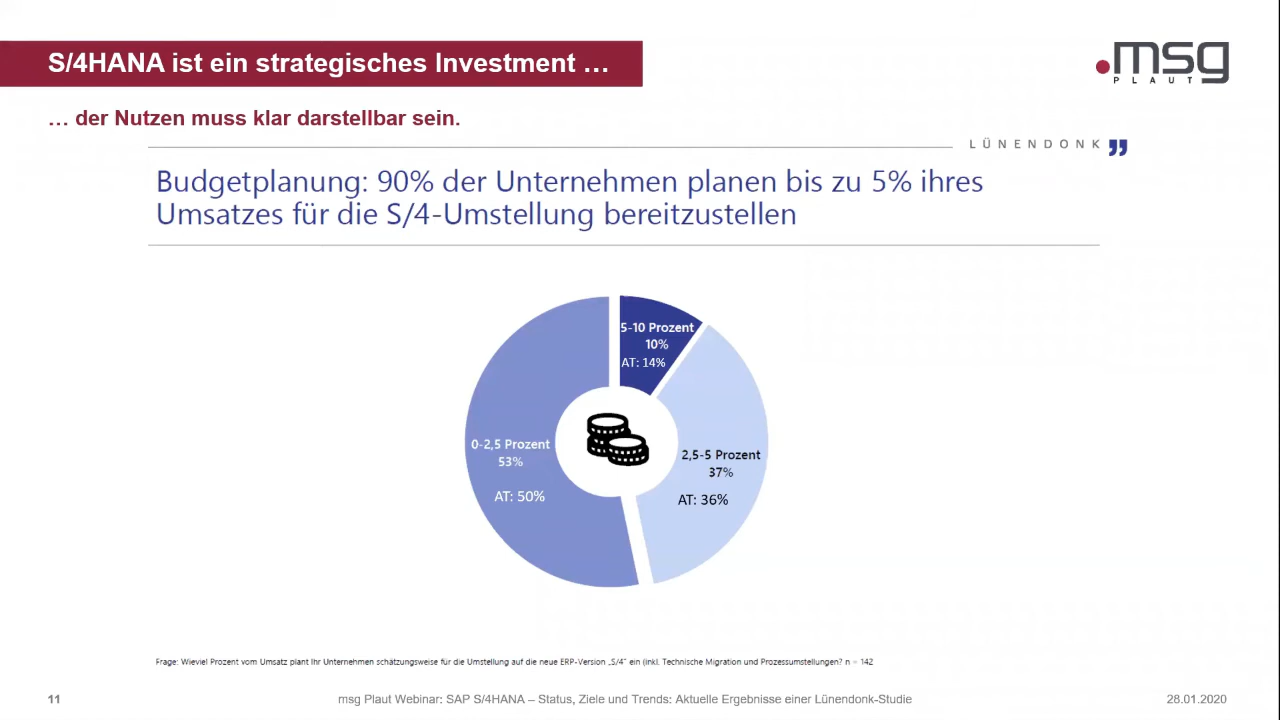 S/4HANA ist ein strategisches Investment …
.msg
PLAUT
… der Nutzen muss klar darstellbar sein.
LÜNENDONK
Budgetplanung: 90% der Unternehmen planen bis zu 5% ihres
Umsatzes für die S/4-Umstellung bereitzustellen
5-10 Prozent
10%
AT: 14%
0-2,5 Prozent
53%
AT: 50%
2,5-5 Prozent
37%
AT: 36%
Frage: Wieviel Prozent vom Umsatz plant Ihr Unternehmen schätzungsweise für die Umstellung auf die neue ERP-Version „S/4“ ein (inkl. Technische Migration und Prozessumstellungen? n = 142
11
msg Plaut Webinar: SAP S/4HANA – Status, Ziele und Trends: Aktuelle Ergebnisse einer Lünendonk-Studie
28.01.2020